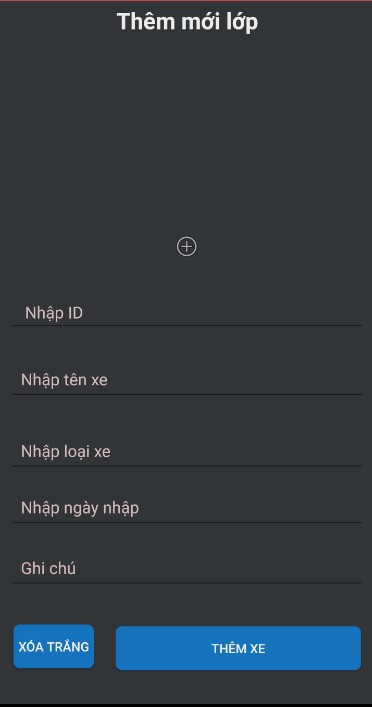 Thêm mới lớp
Nhập ID
Nhập tên xe
Nhập loại xe
Nhập ngày nhập
Ghi chú
XÓA TRẮNG
THÊM XE